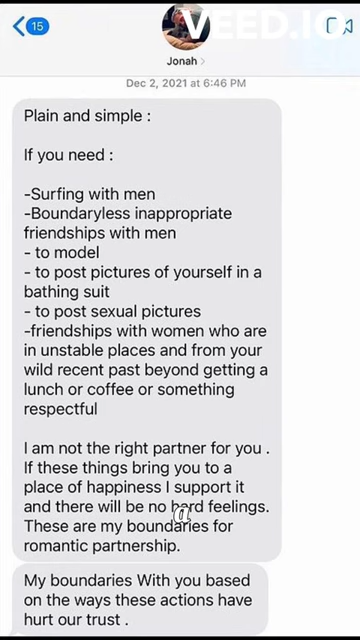 VEED.IO
15
Jonah
Dec 2, 2021 at 6:46 PM
Plain and simple :
If you need :
-Surfing with men
-Boundaryless inappropriate
friendships with men
- to model
- to post pictures of yourself in a
bathing suit
- to post sexual pictures
-friendships with women who are
in unstable places and from your
wild recent past beyond getting a
lunch or coffee or something
respectful
I am not the right partner for you .
If these things bring you to a
place of happiness I support it
and there will be no hard feelings.
a
These are my boundaries for
romantic partnership.
My boundaries With you based
on the ways these actions have
hurt our trust .